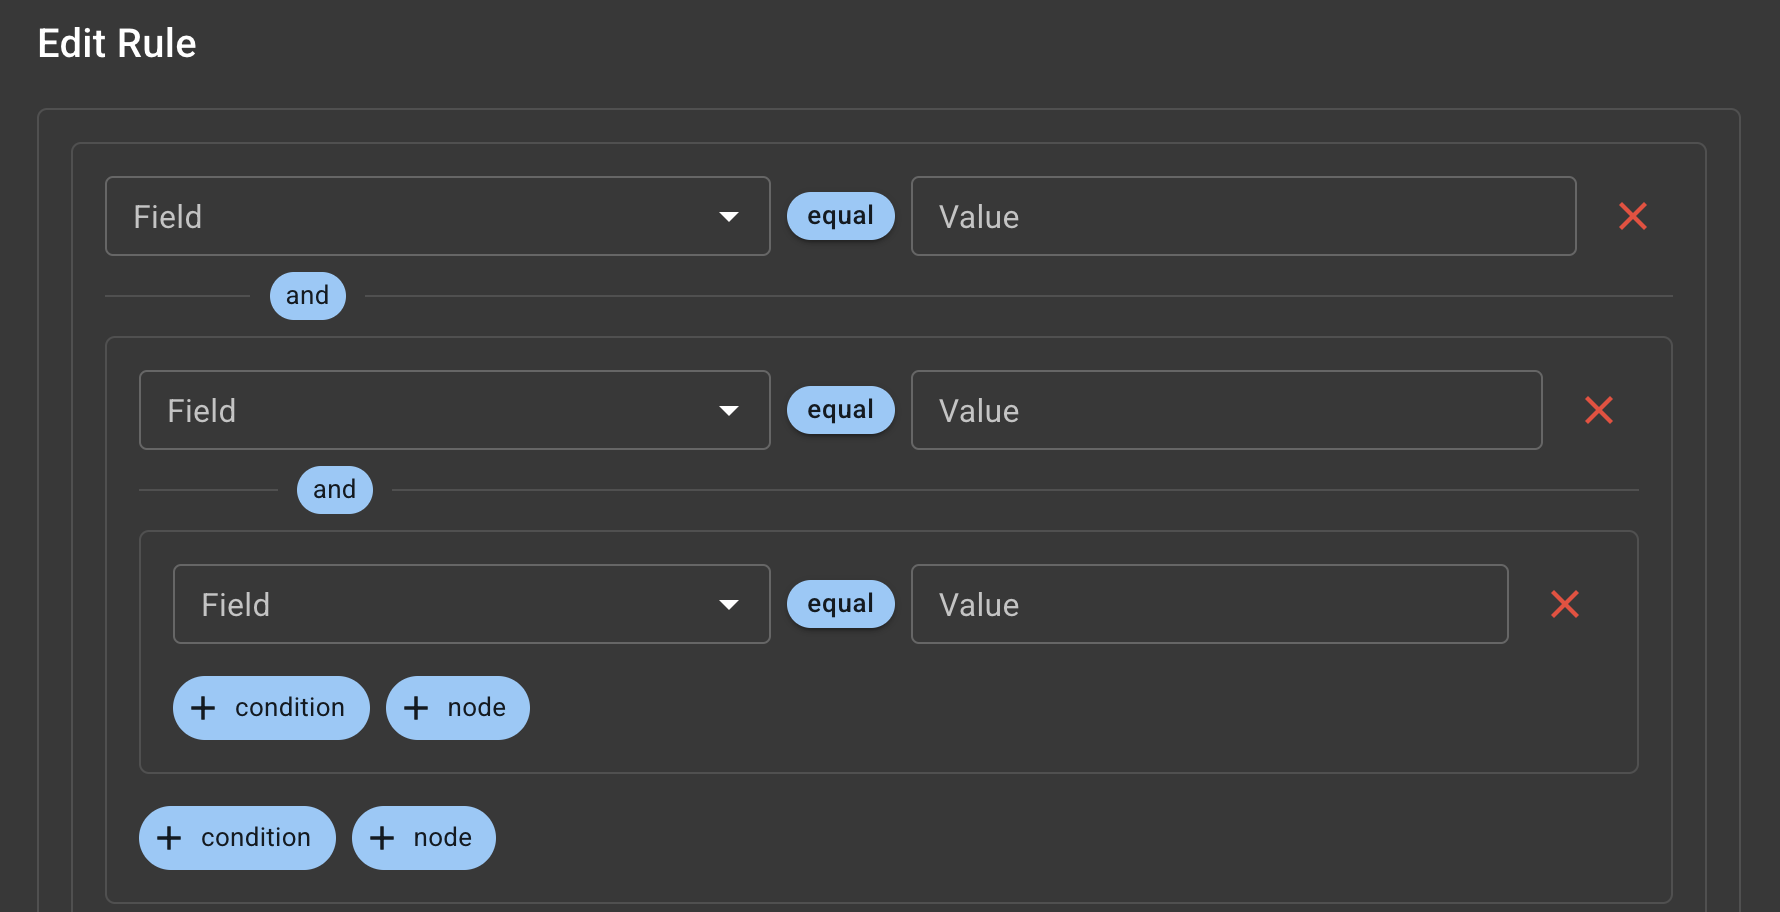 Edit Rule
Field equal Value
and
Field equal Value
and
Field equal Value
+ condition + node
+ condition + node